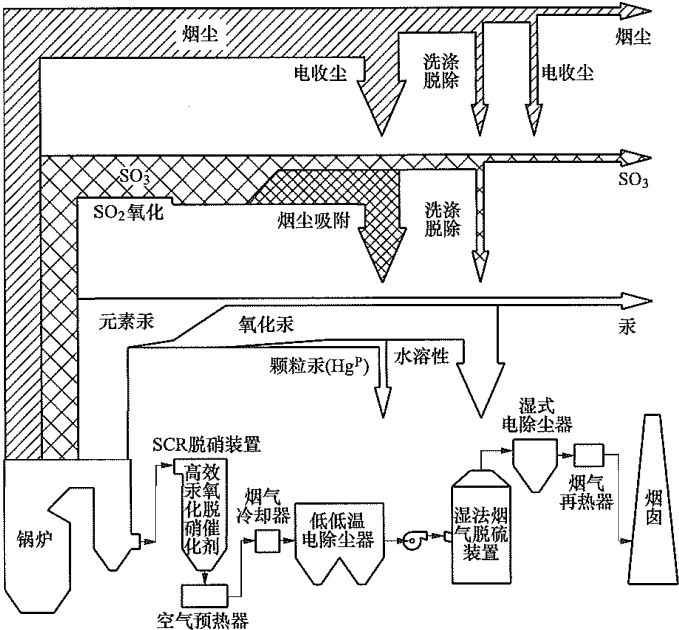 烟尘
烟尘
电收尘
洗涤
脱除
电收尘
SO₃
SO₃
SO₂氧化
烟尘吸附
洗涤
脱除
元素汞
氧化汞
汞
颗粒汞(Hgᴾ)
水溶性
湿式
电除尘器
SCR脱硝装置
高效
汞氧
化脱
硝催
化剂
烟气
冷却器
低低温
电除尘器
湿法烟
气脱硫
装置
烟气
再热器
烟
囱
锅炉
空气预热器